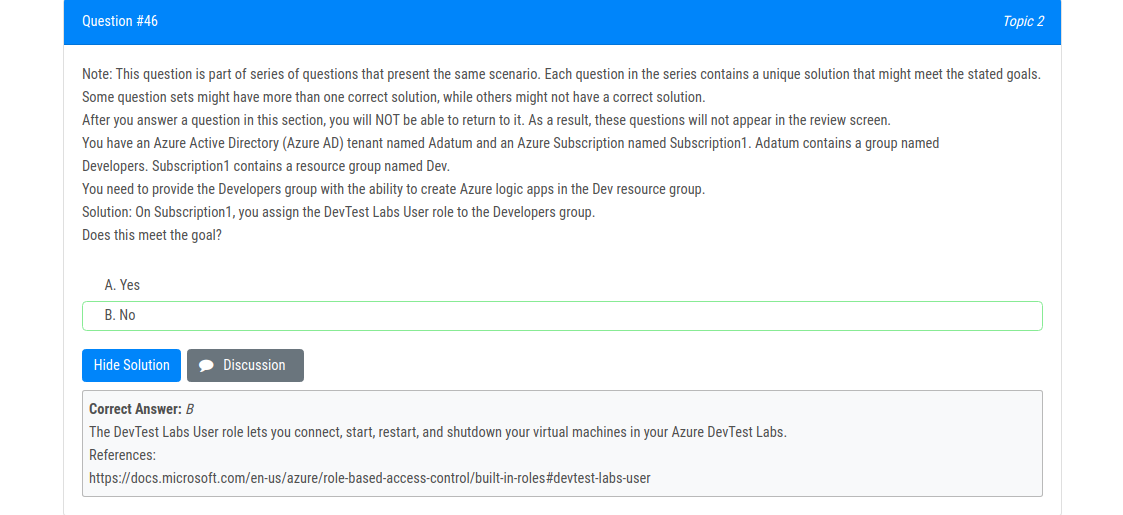 Question #46
Topic 2
Note: This question is part of series of questions that present the same scenario. Each question in the series contains a unique solution that might meet the stated goals.
Some question sets might have more than one correct solution, while others might not have a correct solution.
After you answer a question in this section, you will NOT be able to return to it. As a result, these questions will not appear in the review screen.
You have an Azure Active Directory (Azure AD) tenant named Adatum and an Azure Subscription named Subscription1. Adatum contains a group named
Developers. Subscription1 contains a resource group named Dev.
You need to provide the Developers group with the ability to create Azure logic apps in the Dev resource group.
Solution: On Subscription1, you assign the DevTest Labs User role to the Developers group.
Does this meet the goal?
A. Yes
B. No
Hide Solution
Discussion
Correct Answer: B
The DevTest Labs User role lets you connect, start, restart, and shutdown your virtual machines in your Azure DevTest Labs.
References:
https://docs.microsoft.com/en-us/azure/role-based-access-control/built-in-roles#devtest-labs-user